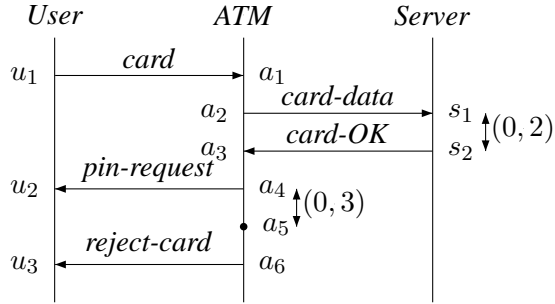 User ATM Server
u1 card a1
a2 card-data s1
(0, 2)
a3 card-OK s2
u2 pin-request a4
(0, 3)
a5
u3 reject-card a6